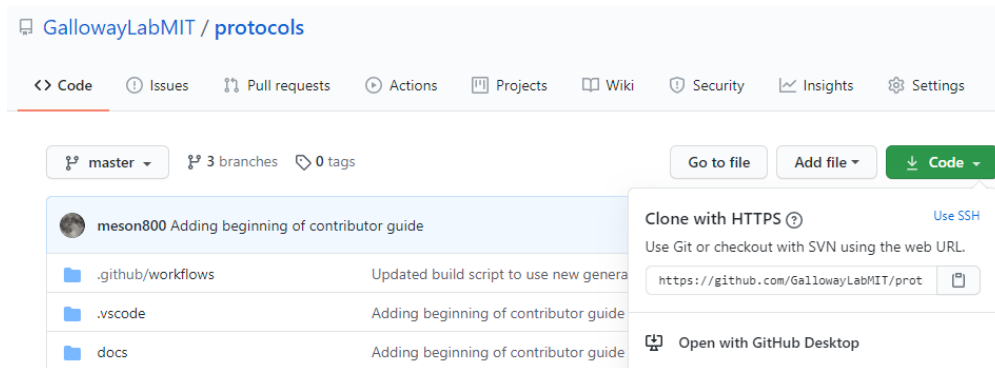 GallowayLabMIT / protocols
Code Issues Pull requests Actions Projects Wiki Security Insights Settings
master 3 branches 0 tags Go to file Add file Code
meson800 Adding beginning of contributor guide
Clone with HTTPS ? Use SSH
Use Git or checkout with SVN using the web URL.
.github/workflows Updated build script to use new genera
https://github.com/GallowayLabMIT/prot
.vscode Adding beginning of contributor guide
docs Adding beginning of contributor guide
Open with GitHub Desktop